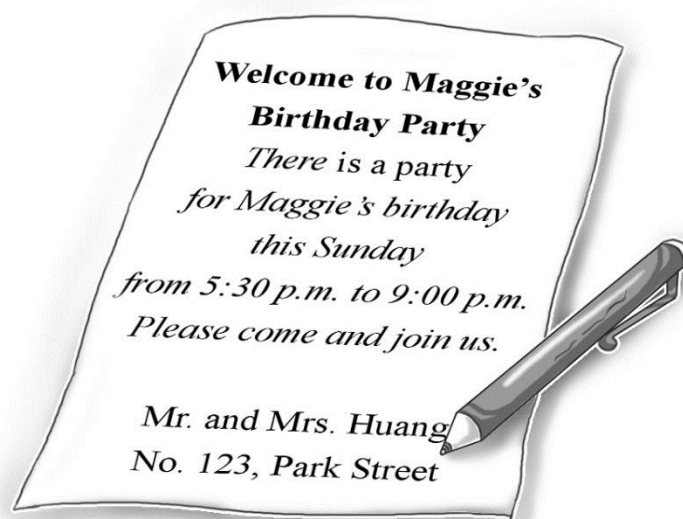 Welcome to Maggie's
Birthday Party
There is a party
for Maggie's birthday
this Sunday
from 5:30 p.m. to 9:00 p.m.
Please come and join us.
Mr. and Mrs. Huang
No. 123, Park Street